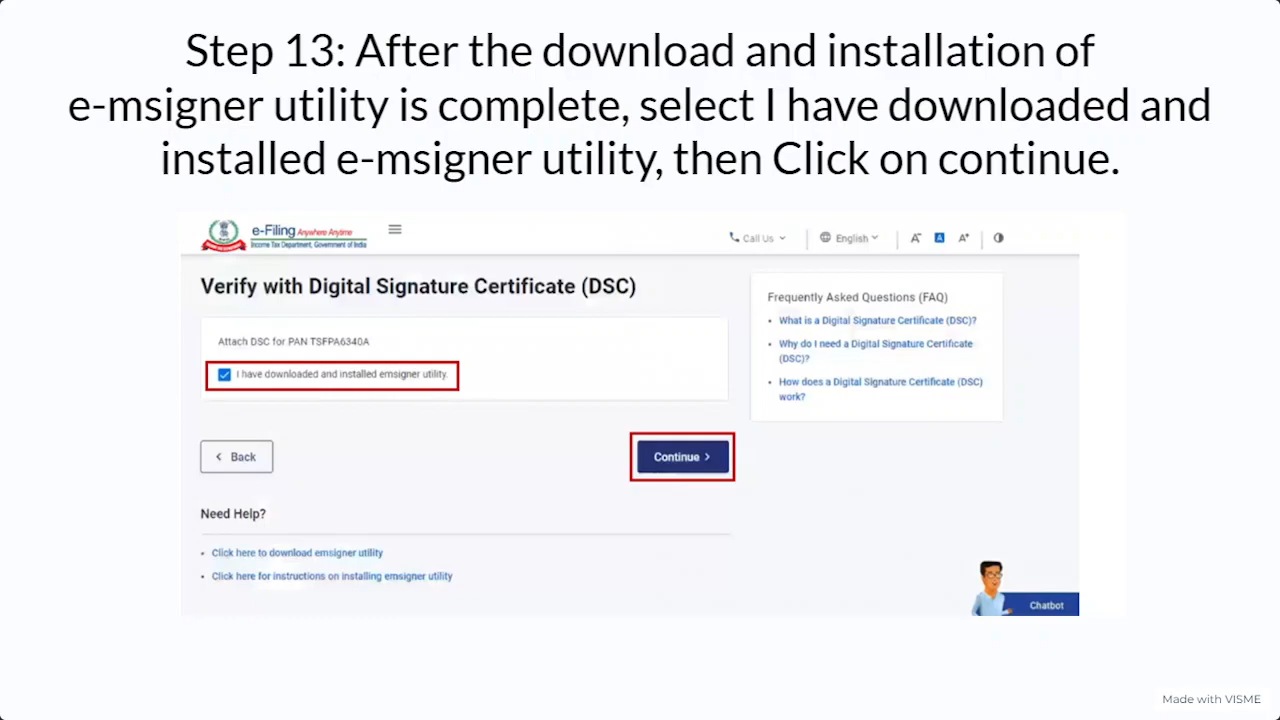 Step 13: After the download and installation of
e-msigner utility is complete, select I have downloaded and
installed e-msigner utility, then Click on continue.
e-Filing Anywhere Anytime
Income Tax Department, Government of India
Call Us
English
A-
A
A+
Verify with Digital Signature Certificate (DSC)
Attach DSC for PAN TSFPA6340A
I have downloaded and installed emsigner utility.
< Back
Continue >
Frequently Asked Questions (FAQ)
• What is a Digital Signature Certificate (DSC)?
• Why do I need a Digital Signature Certificate
(DSC)?
• How does a Digital Signature Certificate (DSC)
work?
Need Help?
• Click here to download emsigner utility
• Click here for instructions on installing emsigner utility
Chatbot
Made with VISME